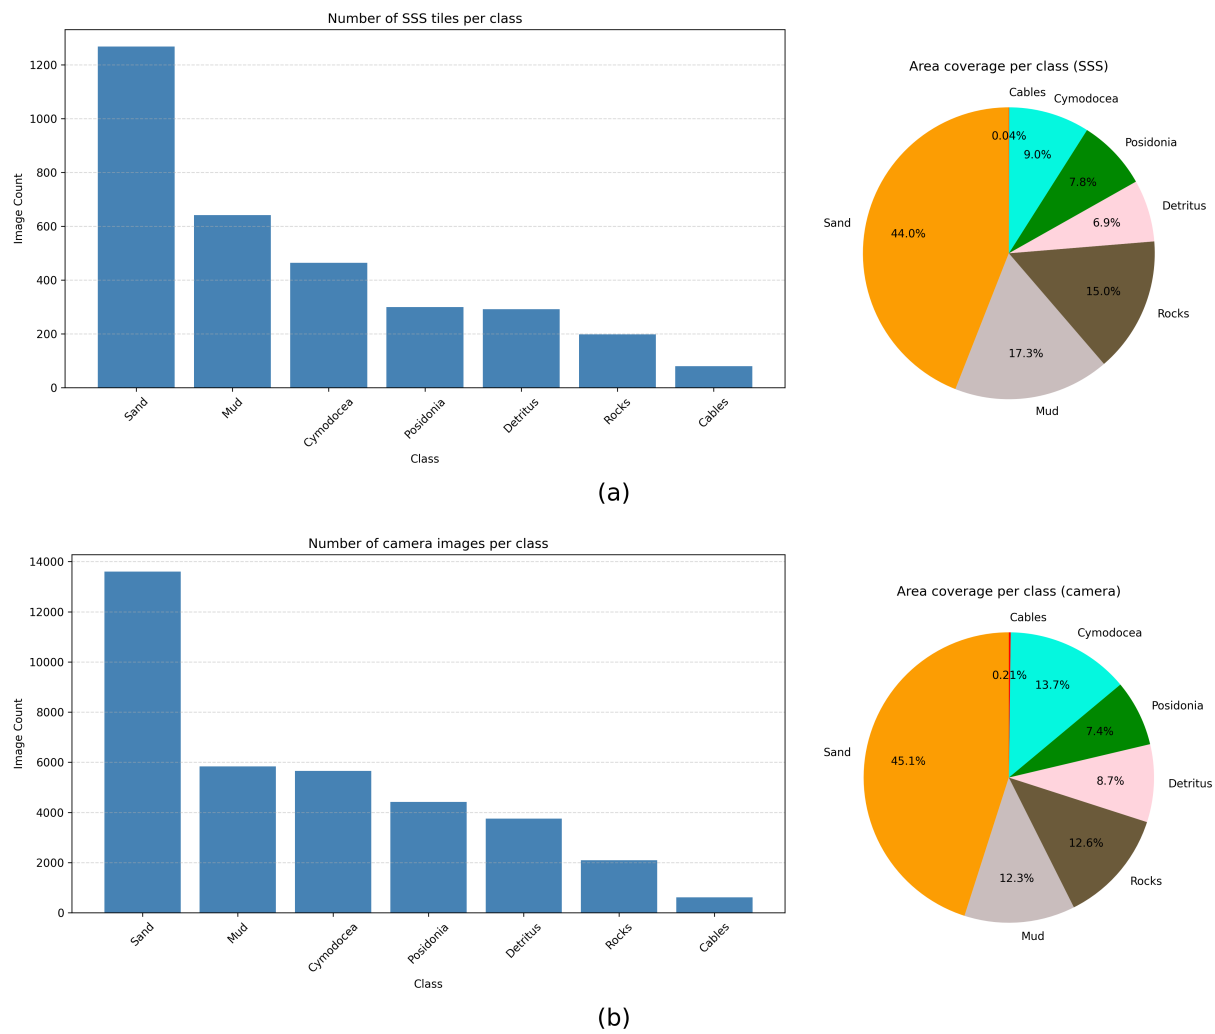 Number of SSS tiles per class
Image Count
1200
1000
800
600
400
200
0
Sand
Mud
Cymodocea
Posidonia
Detritus
Rocks
Cables
Class
Area coverage per class (SSS)
Cables
Cymodocea
Posidonia
Detritus
Rocks
Mud
Sand
0.04%
9.0%
7.8%
6.9%
15.0%
17.3%
44.0%
(a)
Number of camera images per class
Image Count
14000
12000
10000
8000
6000
4000
2000
0
Sand
Mud
Cymodocea
Posidonia
Detritus
Rocks
Cables
Class
Area coverage per class (camera)
Cables
Cymodocea
Posidonia
Detritus
Rocks
Mud
Sand
0.21%
13.7%
7.4%
8.7%
12.6%
12.3%
45.1%
(b)